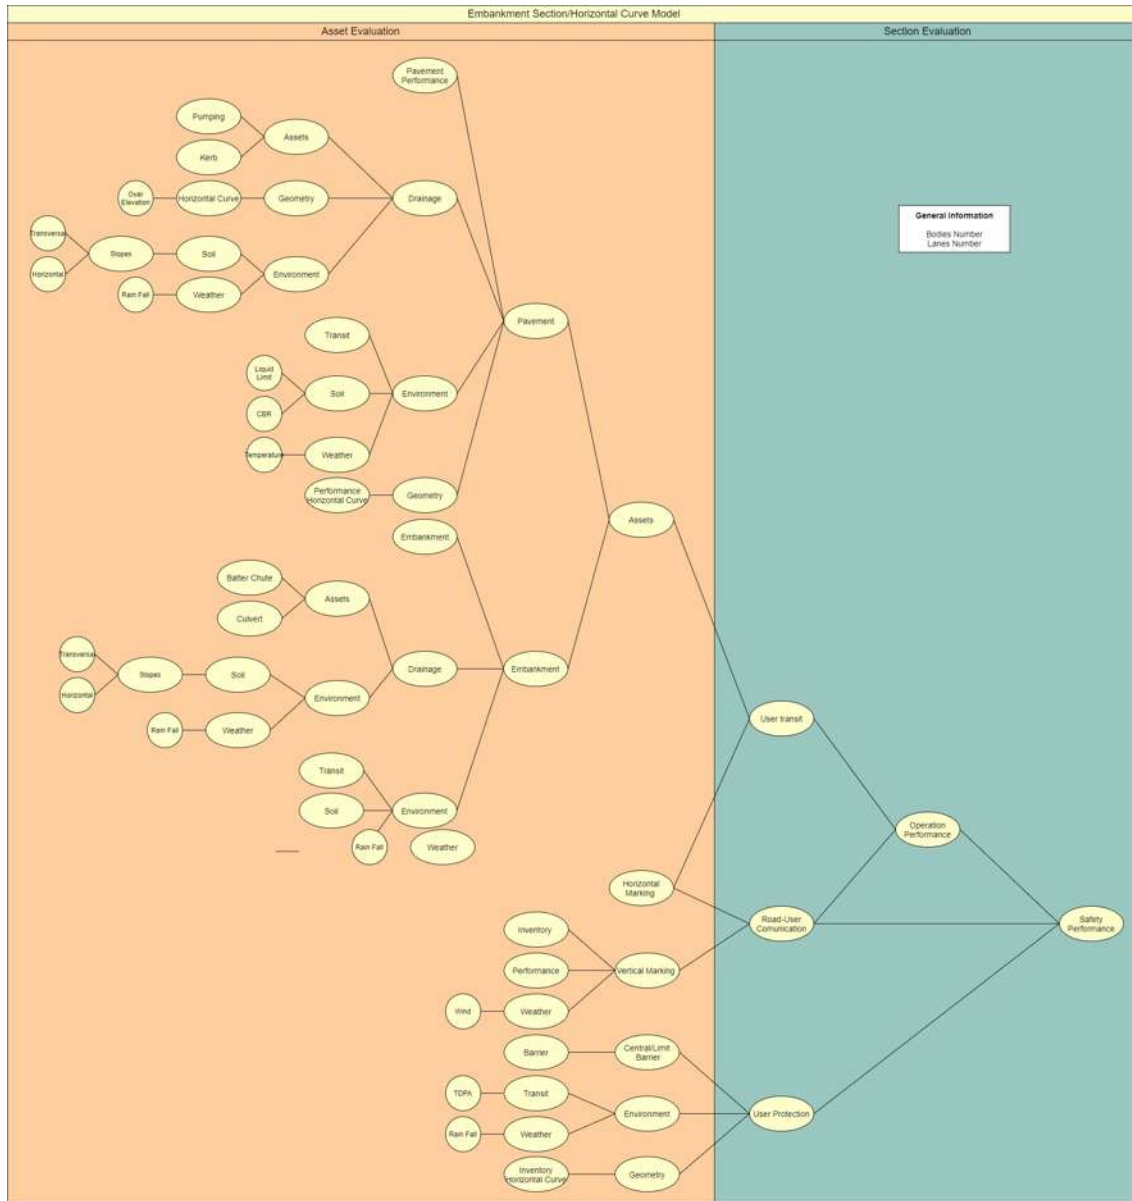 Embankment Section/Horizontal Curve Model
Asset Evaluation
Section Evaluation
Pavement
Performance
Pumping
Assets
Kerb
Over
Elevation
Horizontal Curve
Geometry
Drainage
General Information
Bodies Number
Lanes Number
Transversal
Slopes
Soil
Horizontal
Environment
Rain Fall
Weather
Pavement
Transit
Liquid
Limit
Soil
Environment
CBR
Temperature
Weather
Performance
Horizontal Curve
Geometry
Assets
Embankment
Batter Chute
Assets
Culvert
Transversal
Slopes
Soil
Drainage
Embankment
Horizontal
Environment
Rain Fall
Weather
User transit
Transit
Soil
Environment
Rain Fall
Weather
Operation
Performance
Horizontal
Marking
Road-User
Comunication
Safety
Performance
Inventory
Performance
Vertical Marking
Wind
Weather
Barrier
Central/Limit
Barrier
TDPA
Transit
Environment
User Protection
Rain Fall
Weather
Inventory
Horizontal Curve
Geometry